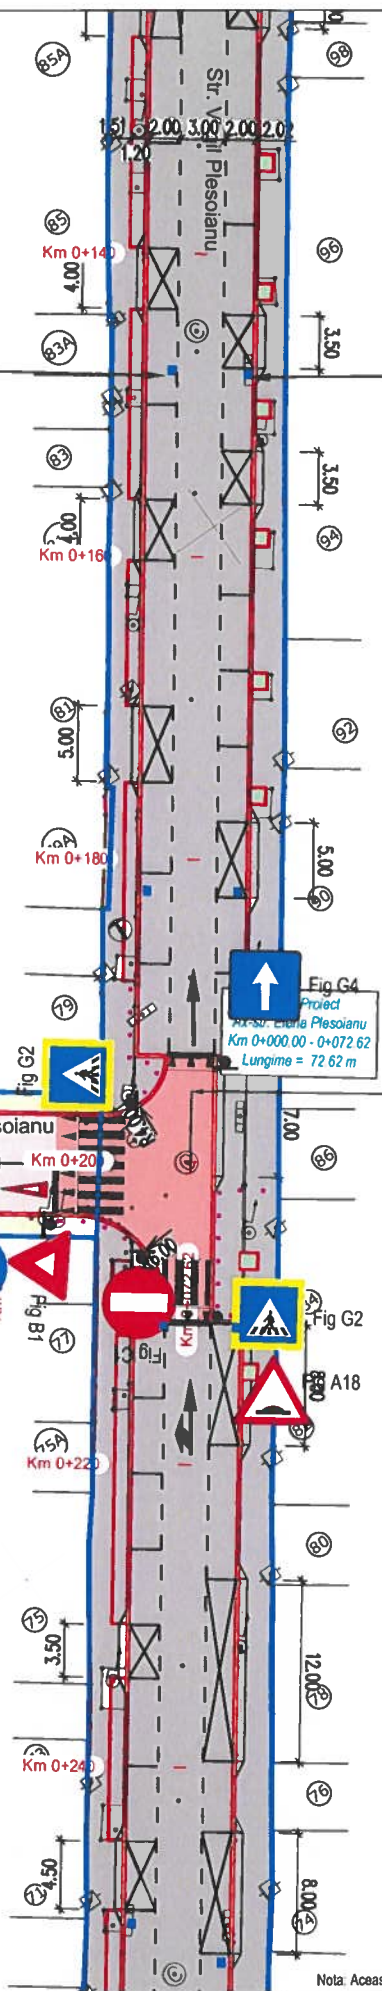 85A
98
Str. V
il Plesoianu
1.51 2.00 3.00 2.00 2.0
1.20
85
96
Km 0+140
4.00
3.50
83A
83
3.50
4.00
94
Km 0+16
81
92
5.00
Km 0+180
5.00
79
Fig G4
Proiect
Ax-str. Elena Plesoianu
Km 0+000.00 - 0+072 62
Lungime = 72 62 m
Fig G2
soianu
7.00
86
Km 0+20
6.00
Fig G2
Fig B1
77
Fig
A18
75A
Km 0+220
80
75
3.50
12.00
78
Km 0+240
76
71
4.50
8.00
74
Nota: Aceas